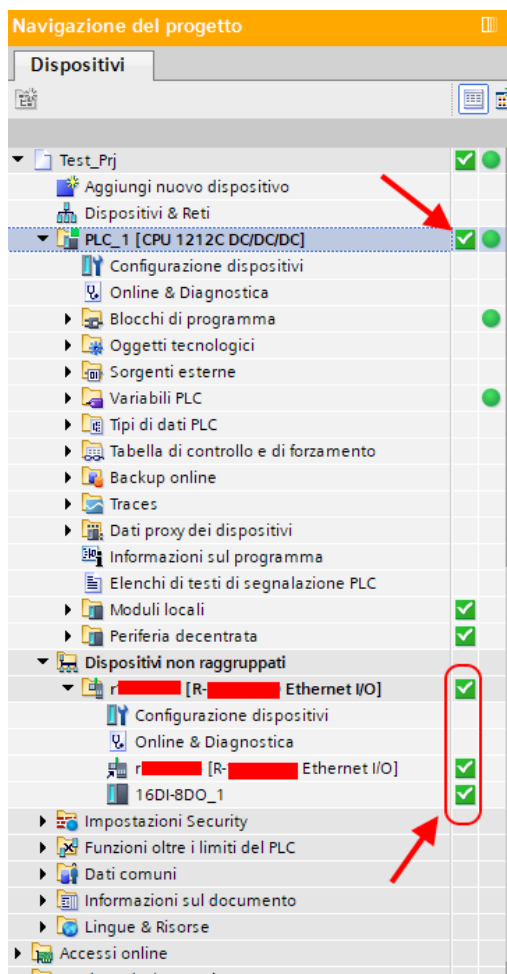 Navigazione del progetto
Dispositivi
Test_Prj
Aggiungi nuovo dispositivo
Dispositivi & Reti
PLC_1 [CPU 1212C DC/DC/DC]
Configurazione dispositivi
Online & Diagnostica
Blocchi di programma
Oggetti tecnologici
Sorgenti esterne
Variabili PLC
Tipi di dati PLC
Tabella di controllo e di forzamento
Backup online
Traces
Dati proxy dei dispositivi
Informazioni sul programma
Elenchi di testi di segnalazione PLC
Moduli locali
Periferia decentrata
Dispositivi non raggruppati
r [R- Ethernet I/O]
Configurazione dispositivi
Online & Diagnostica
r [R- Ethernet I/O]
16DI-8DO_1
Impostazioni Security
Funzioni oltre i limiti del PLC
Dati comuni
Informazioni sul documento
Lingue & Risorse
Accessi online